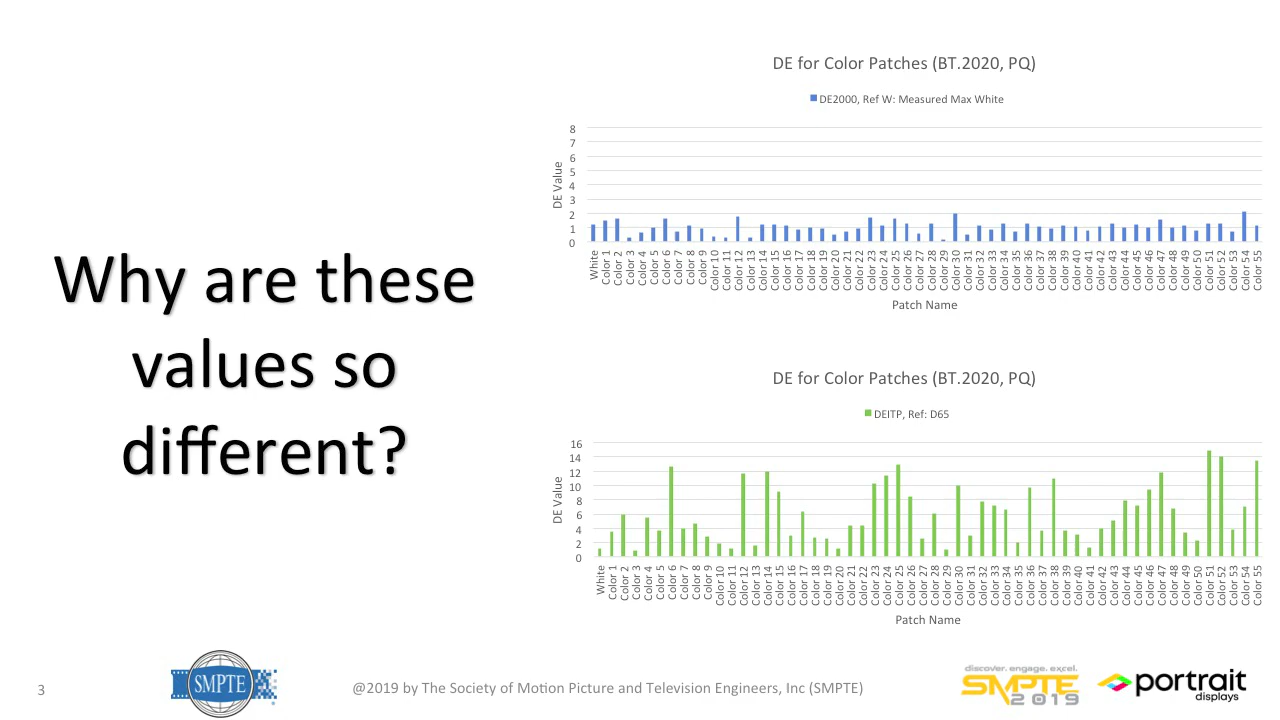 Why are these
values so
different?
DE for Color Patches (BT.2020, PQ)
DE2000, Ref W: Measured Max White
8
7
6
5
4
3
2
1
0
DE Value
White
Color 1
Color 2
Color 3
Color 4
Color 5
Color 6
Color 7
Color 8
Color 9
Color 10
Color 11
Color 12
Color 13
Color 14
Color 15
Color 16
Color 17
Color 18
Color 19
Color 20
Color 21
Color 22
Color 23
Color 24
Color 25
Color 26
Color 27
Color 28
Color 29
Color 30
Color 31
Color 32
Color 33
Color 34
Color 35
Color 36
Color 37
Color 38
Color 39
Color 40
Color 41
Color 42
Color 43
Color 44
Color 45
Color 46
Color 47
Color 48
Color 49
Color 50
Color 51
Color 52
Color 53
Color 54
Color 55
Patch Name
DE for Color Patches (BT.2020, PQ)
DEITP, Ref: D65
16
14
12
10
8
6
4
2
0
DE Value
White
Color 1
Color 2
Color 3
Color 4
Color 5
Color 6
Color 7
Color 8
Color 9
Color 10
Color 11
Color 12
Color 13
Color 14
Color 15
Color 16
Color 17
Color 18
Color 19
Color 20
Color 21
Color 22
Color 23
Color 24
Color 25
Color 26
Color 27
Color 28
Color 29
Color 30
Color 31
Color 32
Color 33
Color 34
Color 35
Color 36
Color 37
Color 38
Color 39
Color 40
Color 41
Color 42
Color 43
Color 44
Color 45
Color 46
Color 47
Color 48
Color 49
Color 50
Color 51
Color 52
Color 53
Color 54
Color 55
Patch Name
3
SMPTE
@2019 by The Society of Motion Picture and Television Engineers, Inc (SMPTE)
discover. engage. excel.
SMPTE
2019
portrait
displays